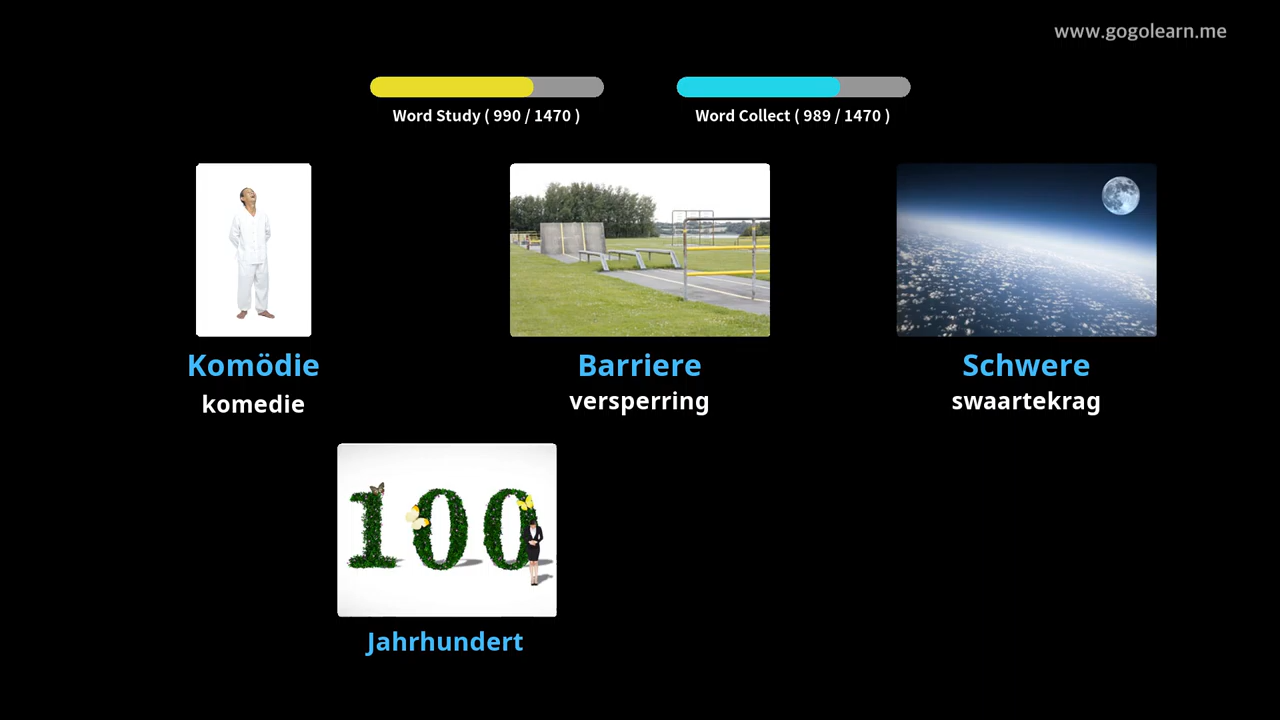 www.gogolearn.me
Word Study ( 990 / 1470 )
Word Collect ( 989 / 1470 )
Komödie
komedie
Barriere
versperring
Schwere
swaartekrag
100
Jahrhundert